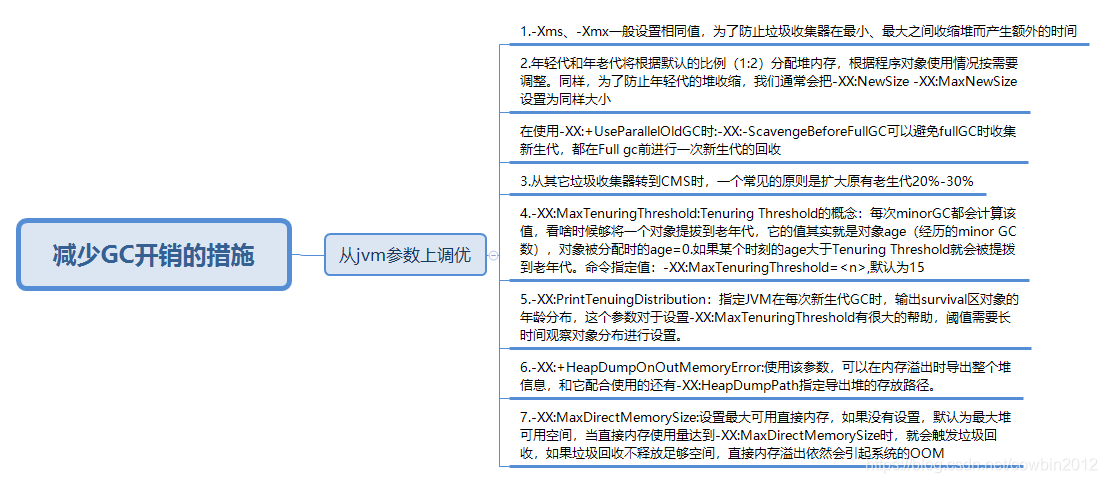 减少GC开销的措施
从jvm参数上调优
1.-Xms、-Xmx一般设置相同值，为了防止垃圾收集器在最小、最大之间收缩堆而产生额外的时间
2.年轻代和年老代将根据默认的比例（1:2）分配堆内存，根据程序对象使用情况按需要
调整。同样，为了防止年轻代的堆收缩，我们通常会把-XX:NewSize -XX:MaxNewSize
设置为同样大小
在使用-XX:+UseParallelOldGC时:-XX:-ScavengeBeforeFullGC可以避免fullGC时收集
新生代，都在Full gc前进行一次新生代的回收
3.从其它垃圾收集器转到CMS时，一个常见的原则是扩大原有老生代20%-30%
4.-XX:MaxTenuringThreshold:Tenuring Threshold的概念：每次minorGC都会计算该
值，看啥时候够将一个对象提拔到老年代，它的值其实就是对象age（经历的minor GC
数），对象被分配时的age=0.如果某个时刻的age大于Tenuring Threshold就会被提拨
到老年代。命令指定值：-XX:MaxTenuringThreshold=<n>,默认为15
5.-XX:PrintTenuingDistribution：指定JVM在每次新生代GC时，输出survival区对象的
年龄分布，这个参数对于设置-XX:MaxTenuringThreshold有很大的帮助，阈值需要长
时间观察对象分布进行设置。
6.-XX:+HeapDumpOnOutMemoryError:使用该参数，可以在内存溢出时导出整个堆
信息，和它配合使用的还有-XX:HeapDumpPath指定导出堆的存放路径。
7.-XX:MaxDirectMemorySize:设置最大可用直接内存，如果没有设置，默认为最大堆
可用空间，当直接内存使用量达到-XX:MaxDirectMemorySize时，就会触发垃圾回
收，如果垃圾回收不释放足够空间，直接内存溢出依然会引起系统的OOM
https://blog.csdn.net/cowbin2012